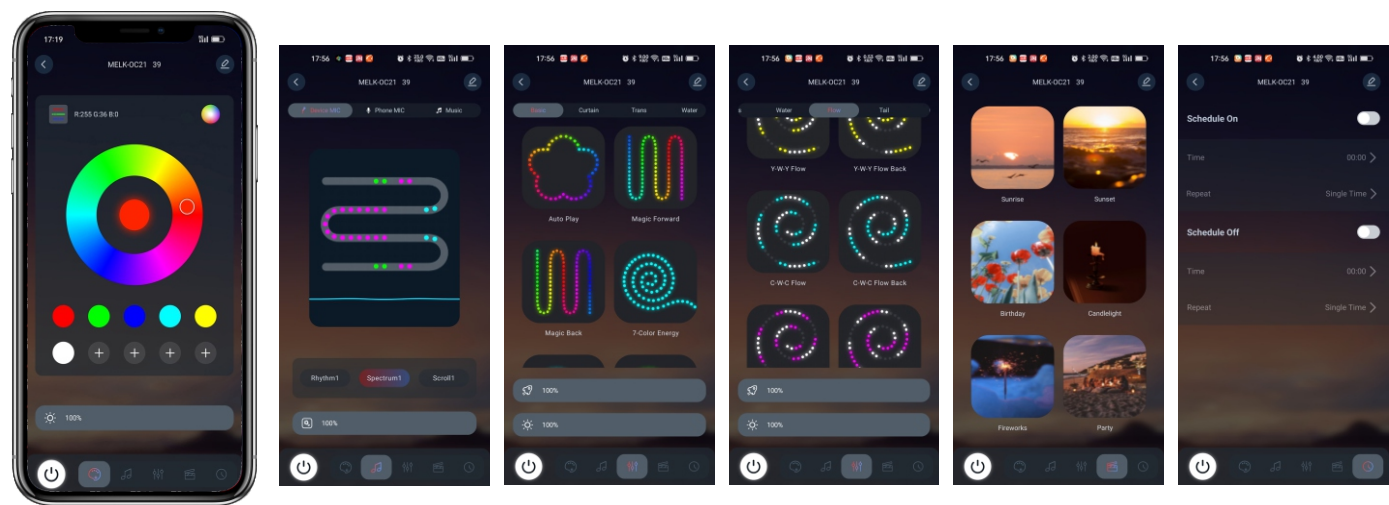 17:19
MELK-OC21 39
R:255 G:36 B:0
100%
17:56
MELK-OC21 39
Device MIC
Phone MIC
Music
Rhythm1
Spectrum1
Scroll1
100%
17:56
MELK-OC21 39
Basic
Curtain
Trans
Water
Auto Play
Magic Forward
Magic Back
7-Color Energy
100%
100%
17:56
MELK-OC21 39
Water
Flow
Tail
Y-W-Y Flow
Y-W-Y Flow Back
C-W-C Flow
C-W-C Flow Back
100%
100%
17:56
MELK-OC21 39
Sunrise
Sunset
Birthday
Candlelight
Fireworks
Party
17:56
MELK-OC21 39
Schedule On
Time
00:00
Repeat
Single Time
Schedule Off
Time
00:00
Repeat
Single Time